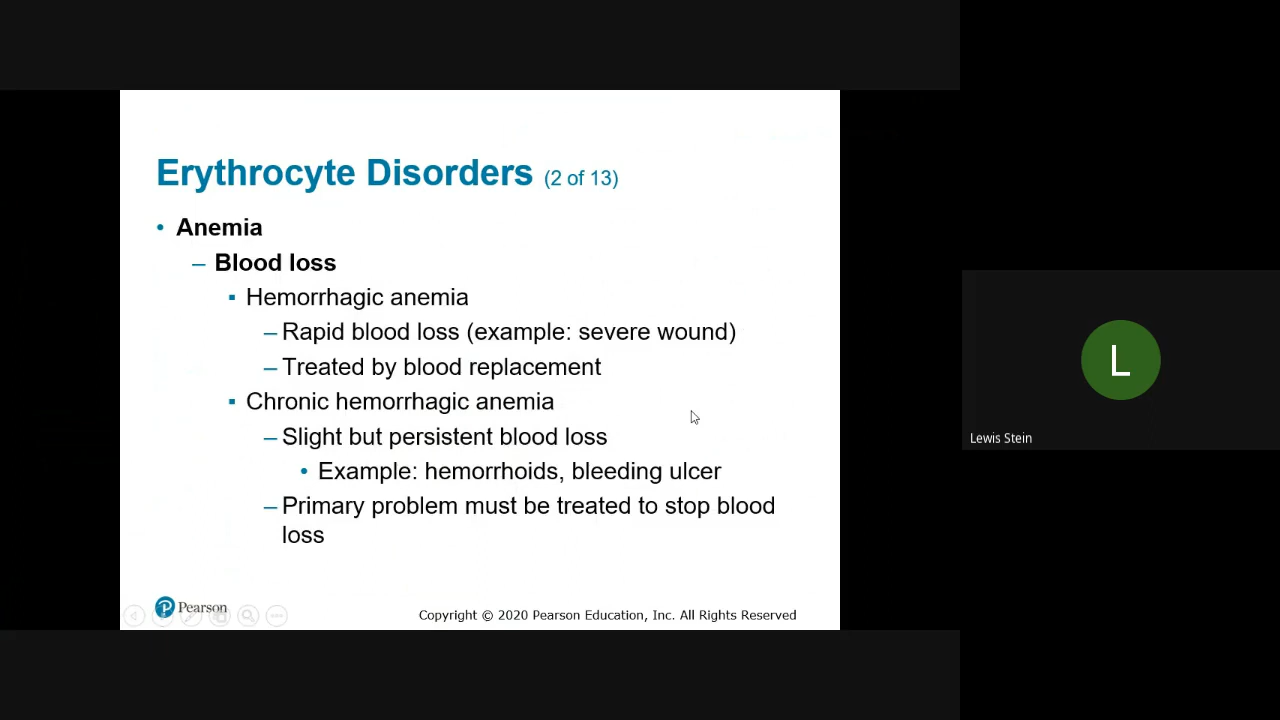 Erythrocyte Disorders (2 of 13)
• Anemia
– Blood loss
▪ Hemorrhagic anemia
– Rapid blood loss (example: severe wound)
– Treated by blood replacement
▪ Chronic hemorrhagic anemia
– Slight but persistent blood loss
• Example: hemorrhoids, bleeding ulcer
– Primary problem must be treated to stop blood
loss
P Pearson
Copyright © 2020 Pearson Education, Inc. All Rights Reserved
L
Lewis Stein